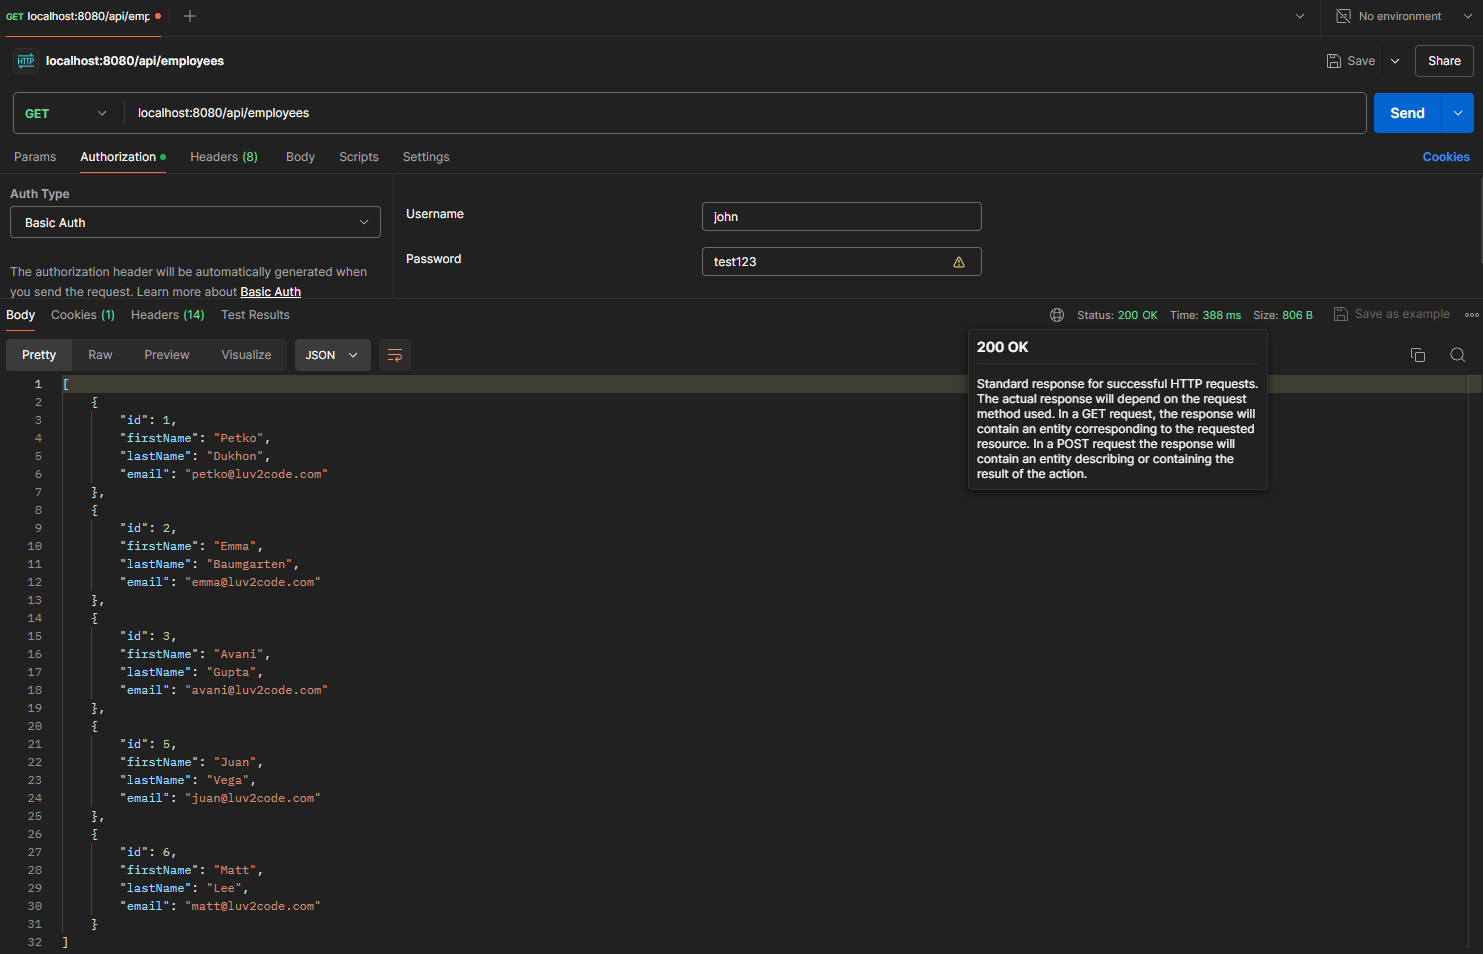 GET localhost:8080/api/emp
No environment
HTTP localhost:8080/api/employees
Save
Share
GET localhost:8080/api/employees
Send
Params Authorization Headers (8) Body Scripts Settings
Cookies
Auth Type
Basic Auth
The authorization header will be automatically generated when
you send the request. Learn more about Basic Auth
Username
john
Password
test123
Body Cookies (1) Headers (14) Test Results
Status: 200 OK Time: 388 ms Size: 806 B
Save as example
Pretty Raw Preview Visualize JSON
200 OK
Standard response for successful HTTP requests.
The actual response will depend on the request
method used. In a GET request, the response will
contain an entity corresponding to the requested
resource. In a POST request the response will
contain an entity describing or containing the
result of the action.
1 [
2 {
3 "id": 1,
4 "firstName": "Petko",
5 "lastName": "Dukhon",
6 "email": "petko@luv2code.com"
7 },
8 {
9 "id": 2,
10 "firstName": "Emma",
11 "lastName": "Baumgarten",
12 "email": "emma@luv2code.com"
13 },
14 {
15 "id": 3,
16 "firstName": "Avani",
17 "lastName": "Gupta",
18 "email": "avani@luv2code.com"
19 },
20 {
21 "id": 5,
22 "firstName": "Juan",
23 "lastName": "Vega",
24 "email": "juan@luv2code.com"
25 },
26 {
27 "id": 6,
28 "firstName": "Matt",
29 "lastName": "Lee",
30 "email": "matt@luv2code.com"
31 }
32 ]